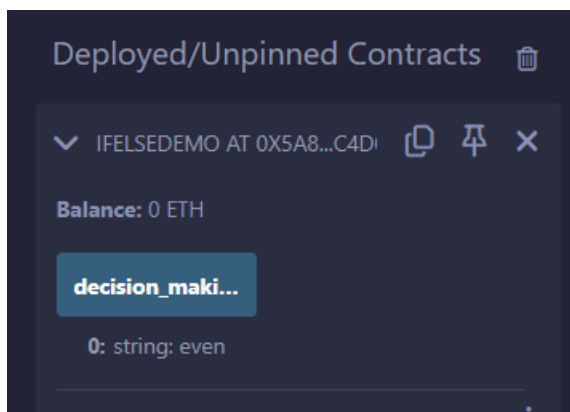 Deployed/Unpinned Contracts
IFELSEDEMO AT 0X5A8...C4D
Balance: 0 ETH
decision_maki...
0: string: even